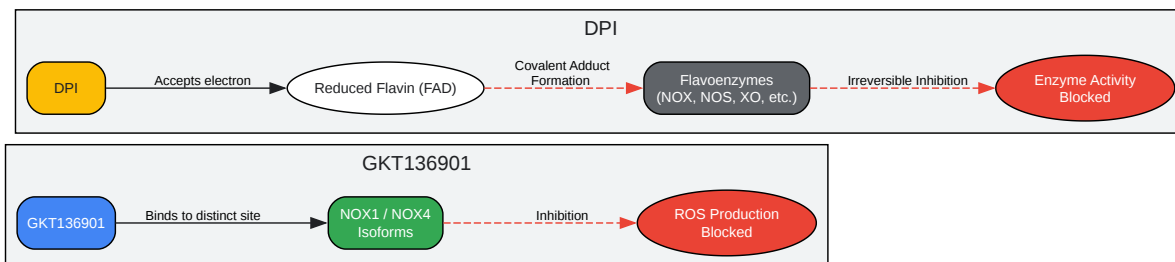 DPI
DPI
Accepts electron
Reduced Flavin (FAD)
Covalent Adduct
Formation
Flavoenzymes
(NOX, NOS, XO, etc.)
Irreversible Inhibition
Enzyme Activity
Blocked
GKT136901
GKT136901
Binds to distinct site
NOX1 / NOX4
Isoforms
Inhibition
ROS Production
Blocked